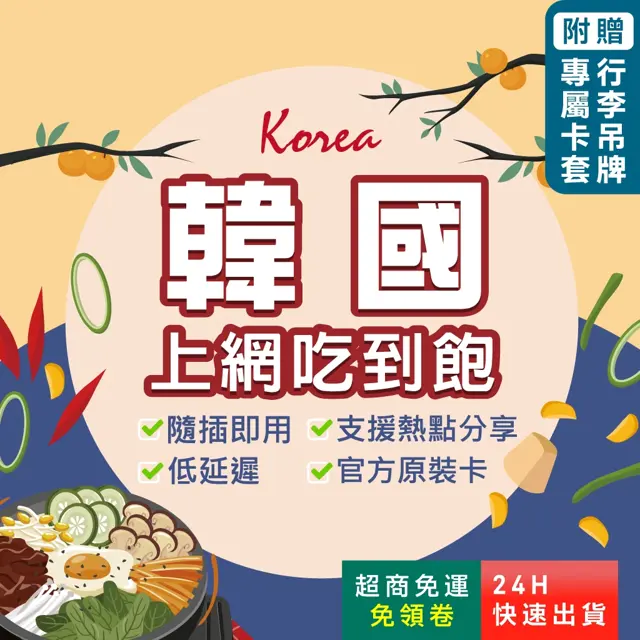 附贈
行李吊牌
專屬卡套
Korea
韓國
上網吃到飽
隨插即用
支援熱點分享
低延遲
官方原裝卡
超商免運
免領卷
24H
快速出貨